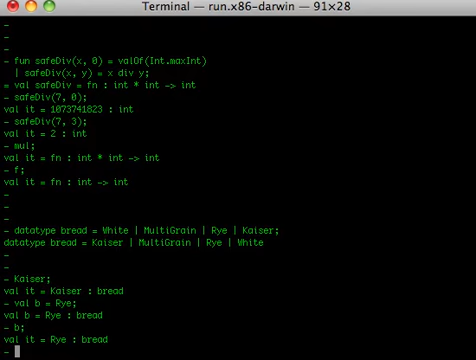 Terminal — run.x86-darwin — 91×28
-
-
-
- fun safeDiv(x, 0) = valOf(Int.maxInt)
| safeDiv(x, y) = x div y;
= val safeDiv = fn : int * int -> int
- safeDiv(7, 0);
val it = 1073741823 : int
- safeDiv(7, 3);
val it = 2 : int
- mul;
val it = fn : int * int -> int
- f;
val it = fn : int -> int
-
-
-
- datatype bread = White | MultiGrain | Rye | Kaiser;
datatype bread = Kaiser | MultiGrain | Rye | White
-
-
- Kaiser;
val it = Kaiser : bread
- val b = Rye;
val b = Rye : bread
- b;
val it = Rye : bread
-